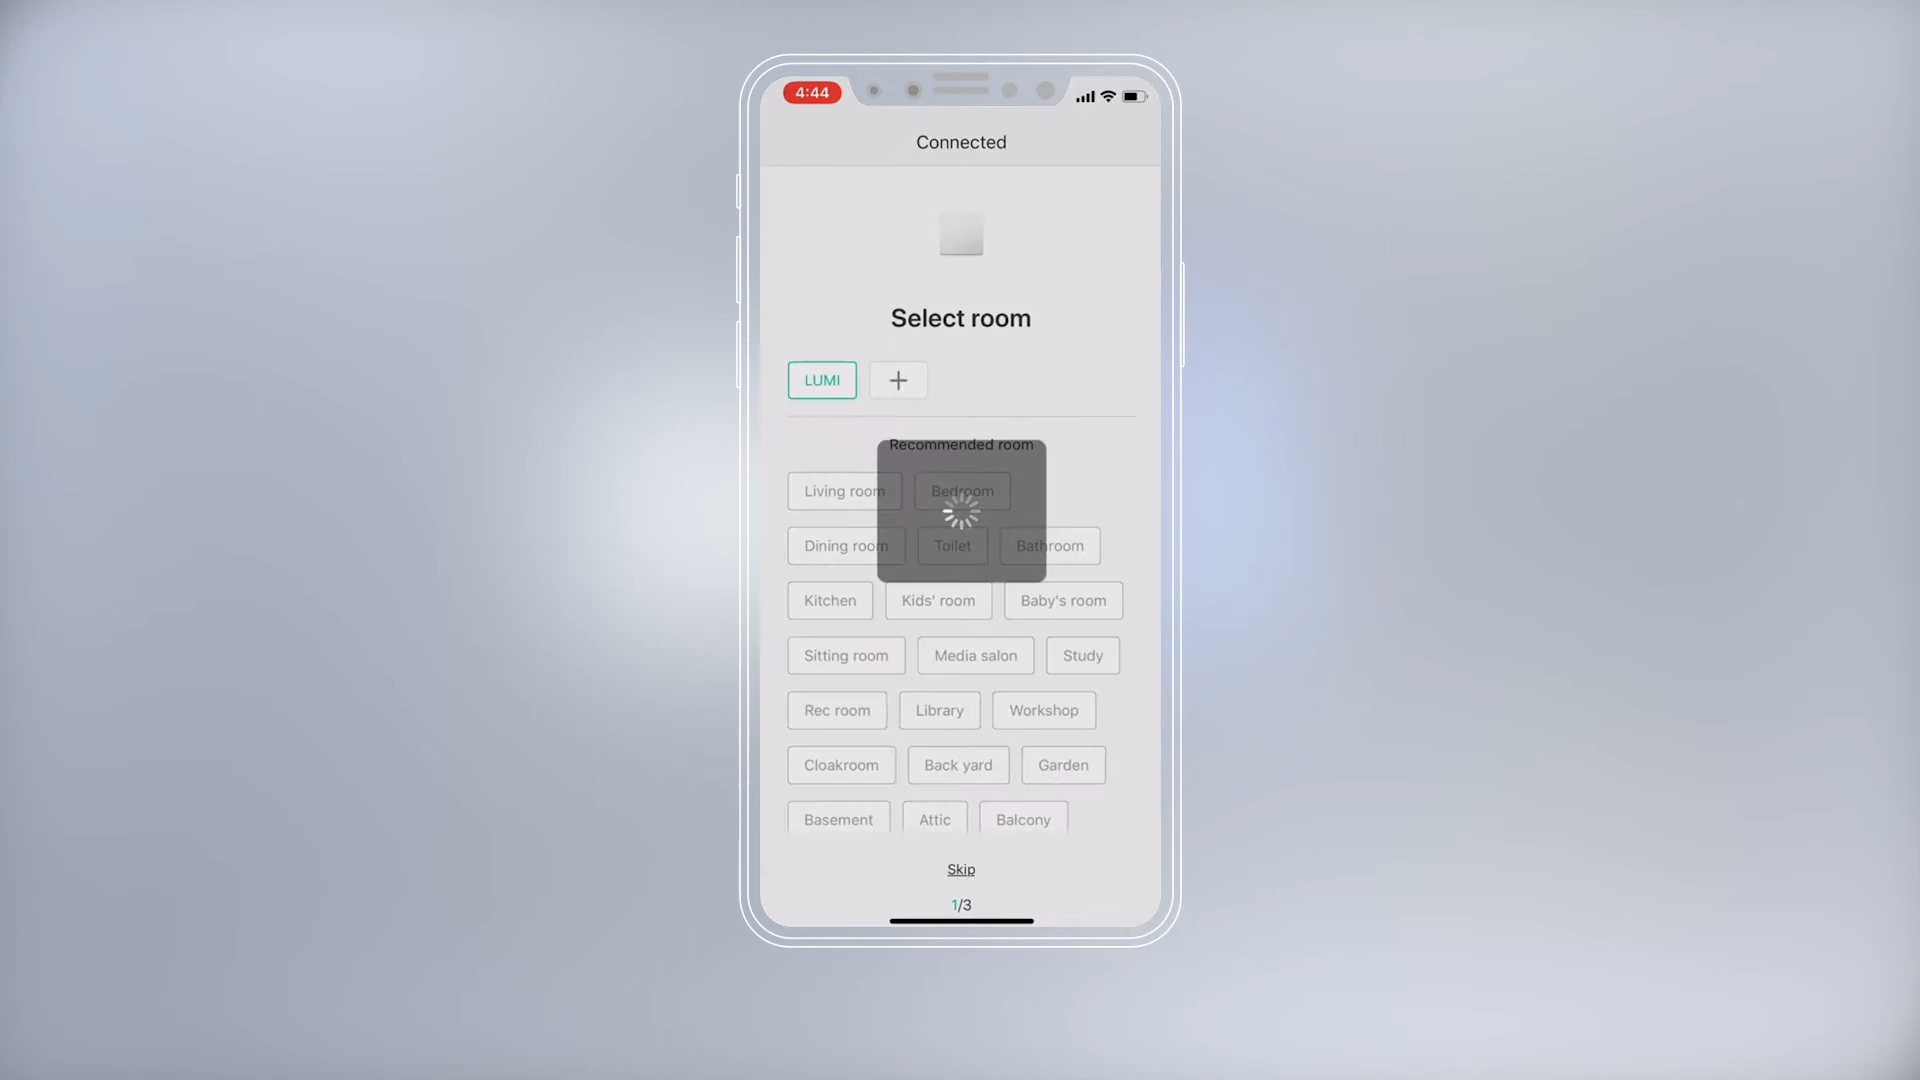 4:44
Connected
Select room
LUMI +
Recommended room
Living room Bedroom
Dining room Toilet Bathroom
Kitchen Kids' room Baby's room
Sitting room Media salon Study
Rec room Library Workshop
Cloakroom Back yard Garden
Basement Attic Balcony
Skip
1/3